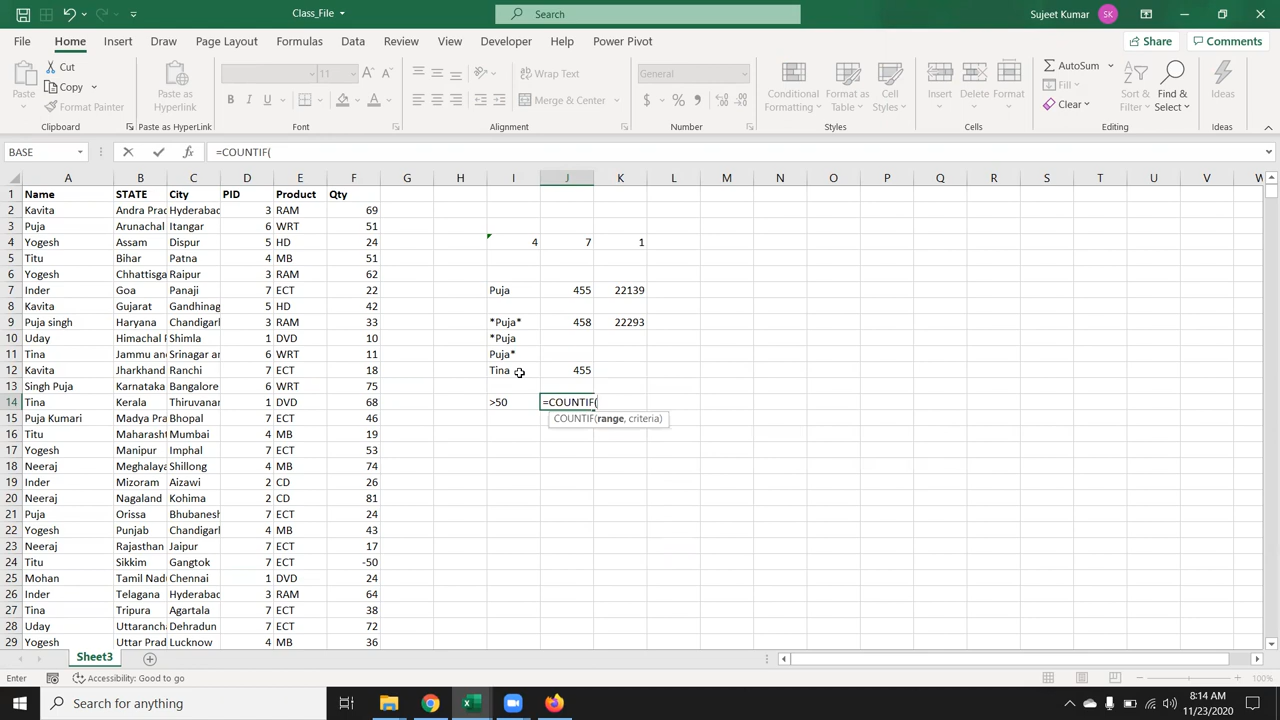 Class_File
Search
Sujeet Kumar
SK
File Home Insert Draw Page Layout Formulas Data Review View Developer Help Power Pivot
Share Comments
Paste
Cut
Copy
Format Painter
Clipboard
Paste as
HyperLink
Paste as HyperLink
11
B I U
Font
Wrap Text
Merge & Center
Alignment
General
$ % ,
Number
Conditional
Formatting
Format as
Table
Cell
Styles
Styles
Insert Delete Format
Cells
AutoSum
Fill
Clear
Sort &
Filter
Find &
Select
Editing
Ideas
Ideas
BASE
fx =COUNTIF(
A B C D E F G H I J K L M N O P Q R S T U V W
1 Name STATE City PID Product Qty
2 Kavita Andra Prad Hyderabad 3 RAM 69
3 Puja Arunachal Itangar 6 WRT 51
4 Yogesh Assam Dispur 5 HD 24 4 7 1
5 Titu Bihar Patna 4 MB 51
6 Yogesh Chhattisga Raipur 3 RAM 62
7 Inder Goa Panaji 7 ECT 22 Puja 455 22139
8 Kavita Gujarat Gandhinag 5 HD 42
9 Puja singh Haryana Chandigarh 3 RAM 33 *Puja* 458 22293
10 Uday Himachal P Shimla 1 DVD 10 *Puja
11 Tina Jammu and Srinagar an 6 WRT 11 Puja*
12 Kavita Jharkhand Ranchi 7 ECT 18 Tina 455
13 Singh Puja Karnataka Bangalore 6 WRT 75
14 Tina Kerala Thiruvanan 1 DVD 68 >50 =COUNTIF(
COUNTIF(range, criteria)
15 Puja Kumari Madya Prad Bhopal 7 ECT 46
16 Titu Maharasht Mumbai 4 MB 19
17 Yogesh Manipur Imphal 7 ECT 53
18 Neeraj Meghalaya Shillong 4 MB 74
19 Inder Mizoram Aizawi 2 CD 26
20 Neeraj Nagaland Kohima 2 CD 81
21 Puja Orissa Bhubanesh 7 ECT 24
22 Yogesh Punjab Chandigarh 4 MB 43
23 Neeraj Rajasthan Jaipur 7 ECT 17
24 Titu Sikkim Gangtok 7 ECT -50
25 Mohan Tamil Nadu Chennai 1 DVD 24
26 Inder Telagana Hyderabad 3 RAM 64
27 Tina Tripura Agartala 7 ECT 38
28 Uday Uttaranch Dehradun 7 ECT 72
29 Yogesh Uttar Prad Lucknow 4 MB 36
Sheet3
Enter Accessibility: Good to go 100%
Type here to search
8:14 AM
11/23/2020